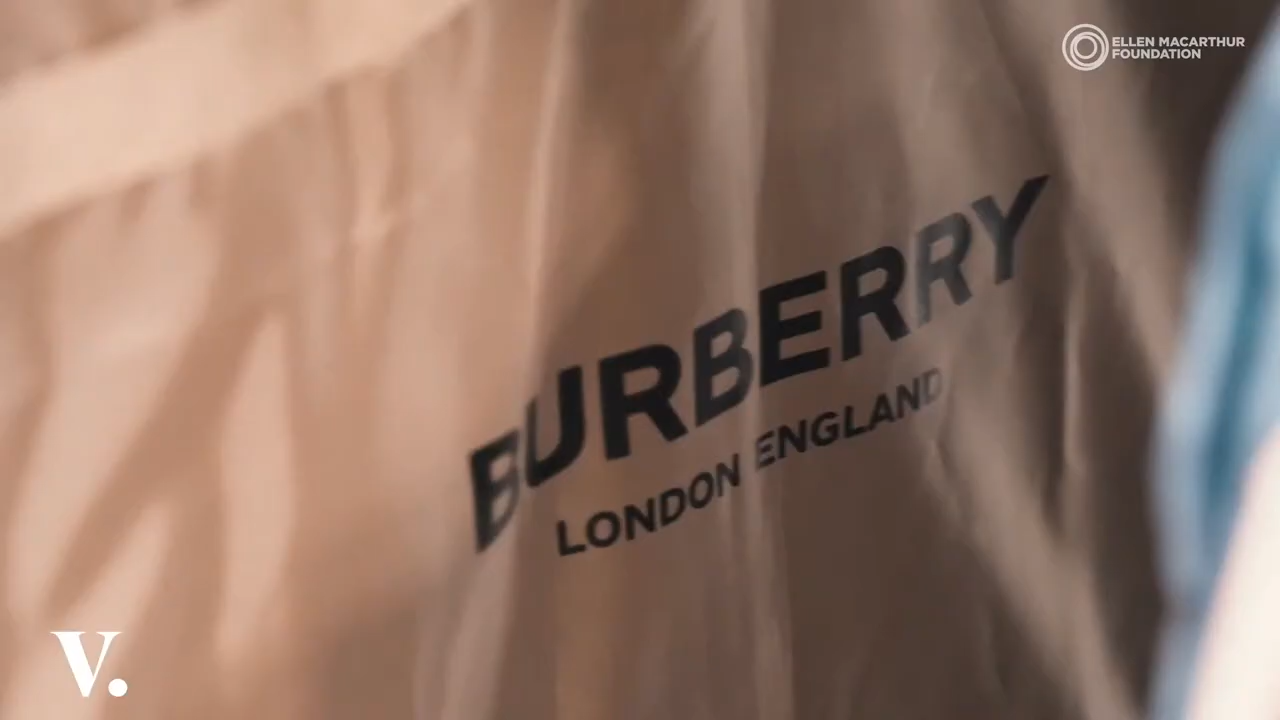 ELLEN MACARTHUR
FOUNDATION
BURBERRY
LONDON ENGLAND
V.